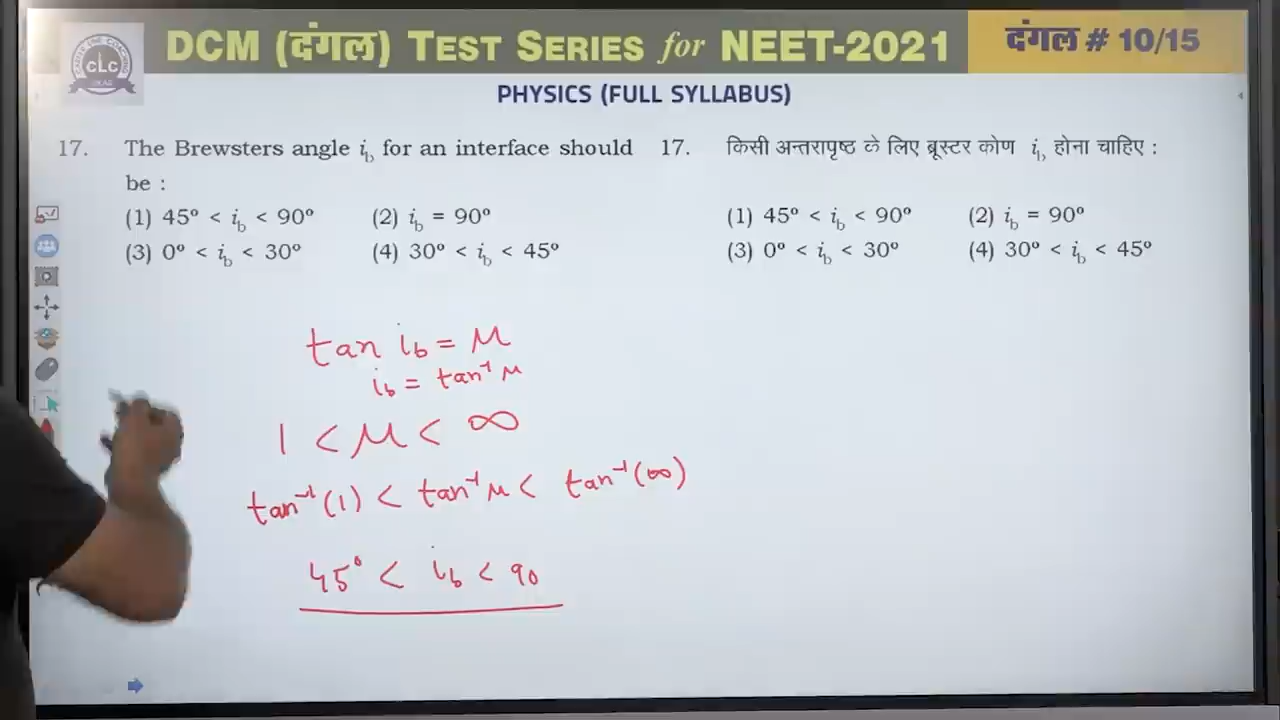 DCM (दंगल) TEST SERIES for NEET-2021
दंगल # 10/15
CLC
PHYSICS (FULL SYLLABUS)
17. The Brewsters angle i_b for an interface should be :
(1) 45° < i_b < 90° (2) i_b = 90°
(3) 0° < i_b < 30° (4) 30° < i_b < 45°
17. किसी अन्तरापृष्ठ के लिए ब्रूस्टर कोण i_b होना चाहिए :
(1) 45° < i_b < 90° (2) i_b = 90°
(3) 0° < i_b < 30° (4) 30° < i_b < 45°
tan i_b = μ
i_b = tan⁻¹ μ
1 < μ < ∞
tan⁻¹(1) < tan⁻¹μ < tan⁻¹(∞)
45° < i_b < 90